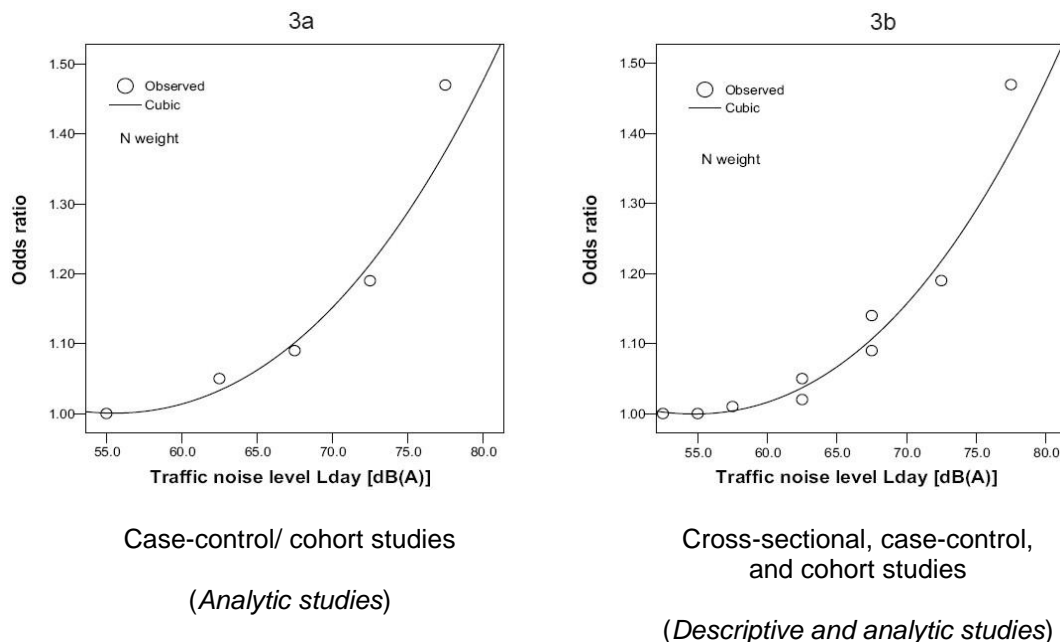 3a
1.50
1.40
1.30
1.20
1.10
1.00
Odds ratio
Observed
Cubic
N weight
55.0 60.0 65.0 70.0 75.0 80.0
Traffic noise level Lday [dB(A)]
Case-control/ cohort studies
(Analytic studies)
3b
1.50
1.40
1.30
1.20
1.10
1.00
Odds ratio
Observed
Cubic
N weight
55.0 60.0 65.0 70.0 75.0 80.0
Traffic noise level Lday [dB(A)]
Cross-sectional, case-control,
and cohort studies
(Descriptive and analytic studies)